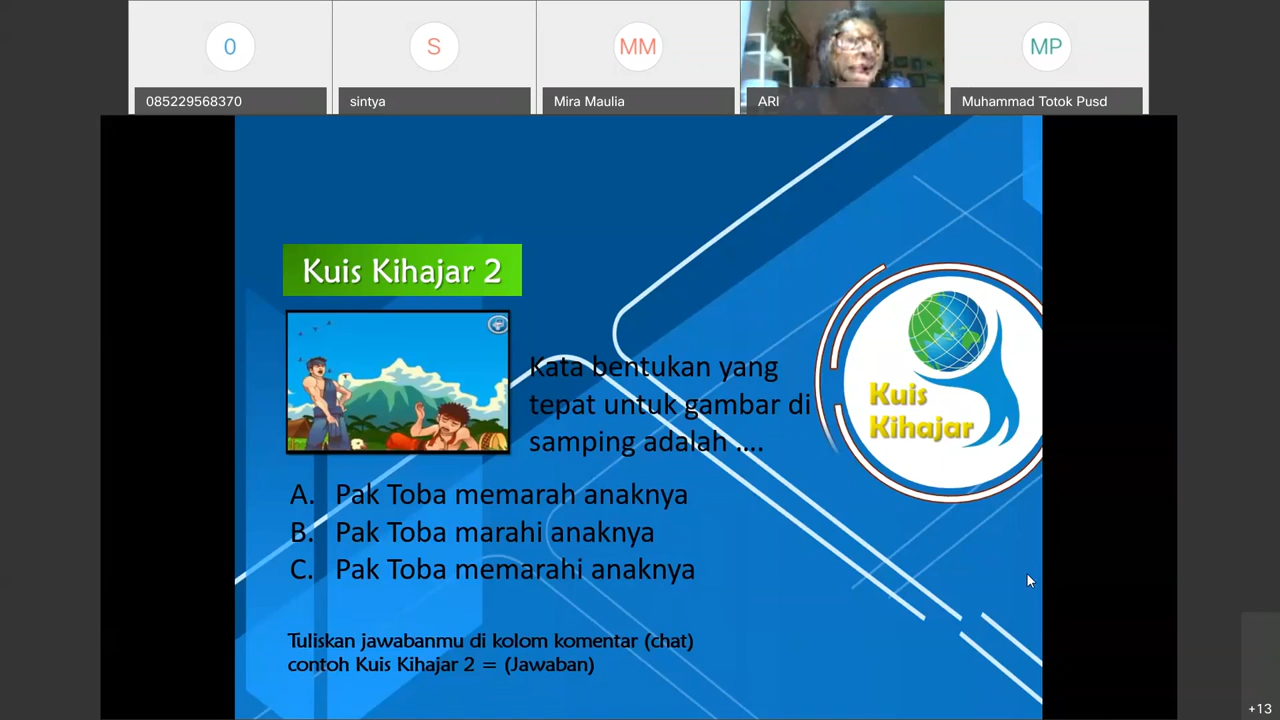 0
S
MM
MP
085229568370
sintya
Mira Maulia
ARI
Muhammad Totok Pusd
Kuis Kihajar 2
Kata bentukan yang
tepat untuk gambar di
samping adalah ....
Kuis
Kihajar
A. Pak Toba memarah anaknya
B. Pak Toba marahi anaknya
C. Pak Toba memarahi anaknya
Tuliskan jawabanmu di kolom komentar (chat)
contoh Kuis Kihajar 2 = (Jawaban)
+13